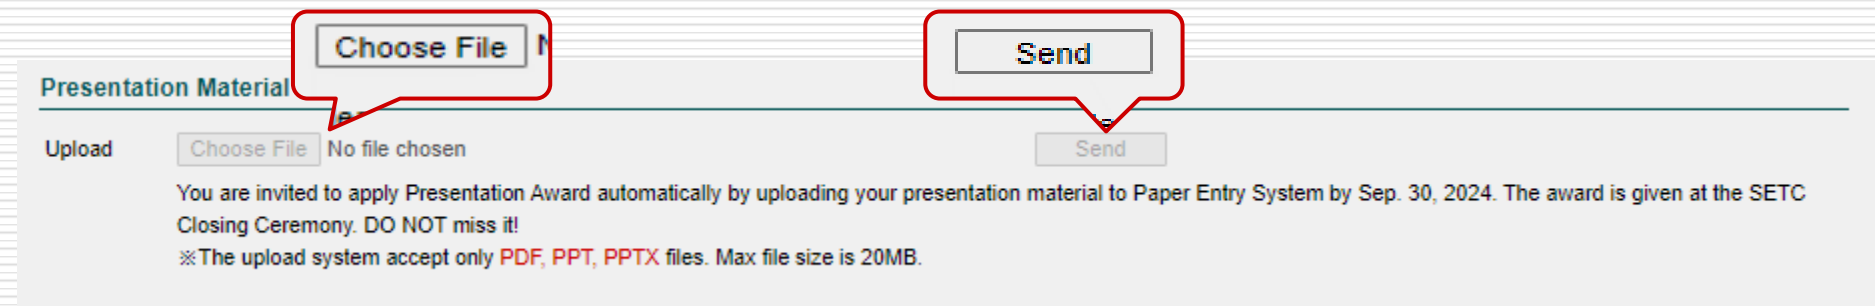 Choose File
Send
Presentation Material
Upload Choose File No file chosen Send
You are invited to apply Presentation Award automatically by uploading your presentation material to Paper Entry System by Sep. 30, 2024. The award is given at the SETC
Closing Ceremony. DO NOT miss it!
※The upload system accept only PDF, PPT, PPTX files. Max file size is 20MB.